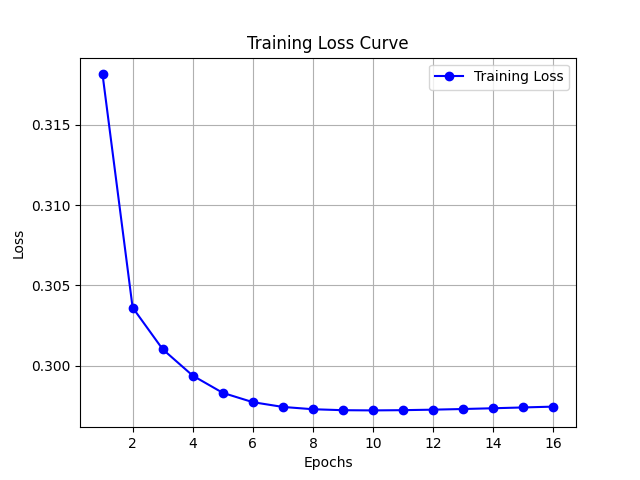 Training Loss Curve
Training Loss
0.315
0.310
0.305
0.300
Loss
2 4 6 8 10 12 14 16
Epochs